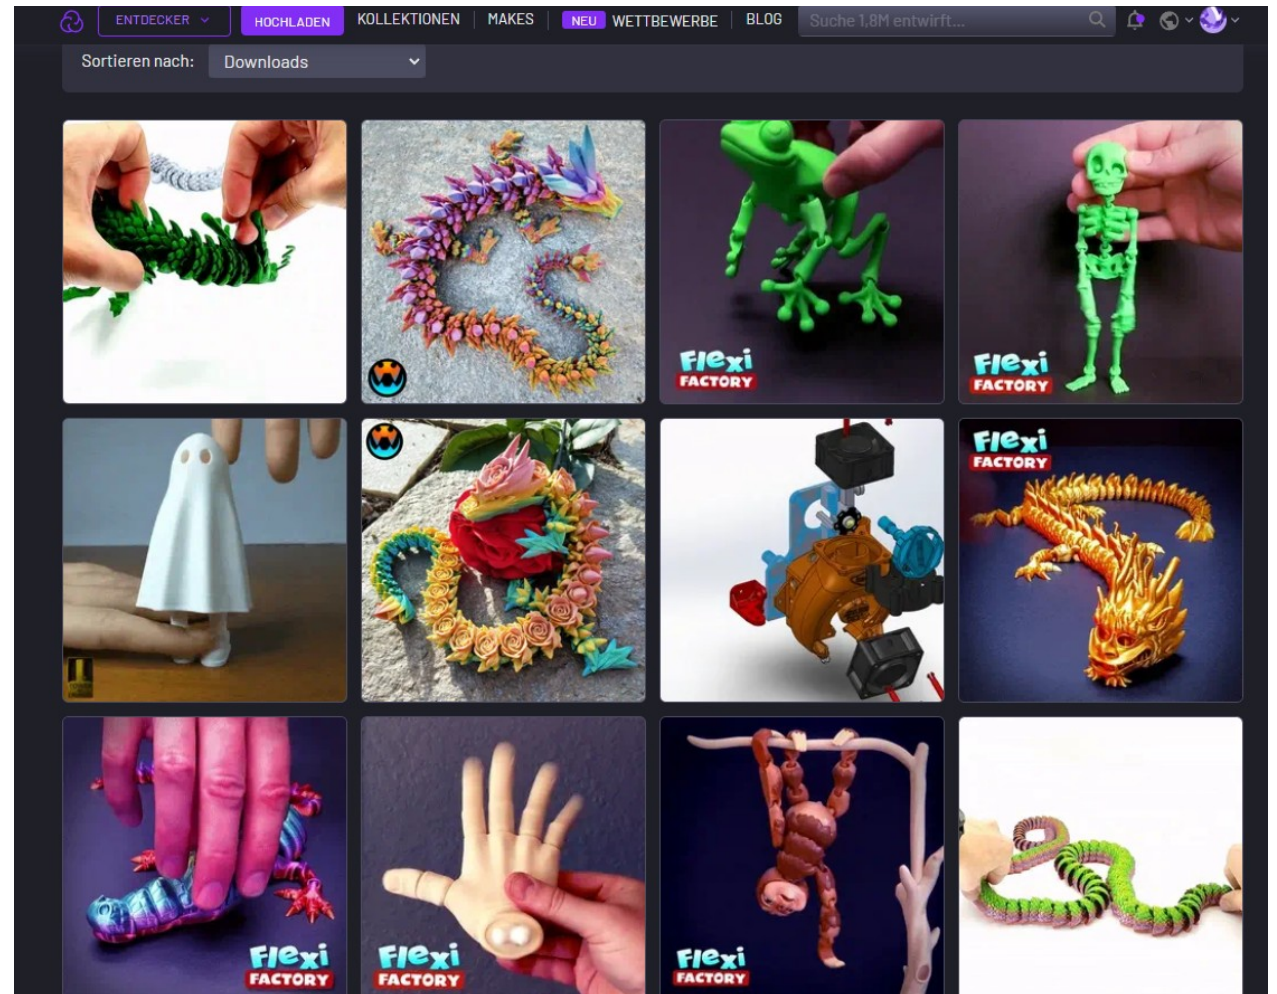 ENTDECKER
HOCHLADEN
KOLLEKTIONEN
MAKES
NEU
WETTBEWERBE
BLOG
Suche 1,8M entwirft...
Sortieren nach:
Downloads
Flexi
FACTORY
Flexi
FACTORY
Flexi
FACTORY
Flexi
FACTORY
Flexi
FACTORY
Flexi
FACTORY